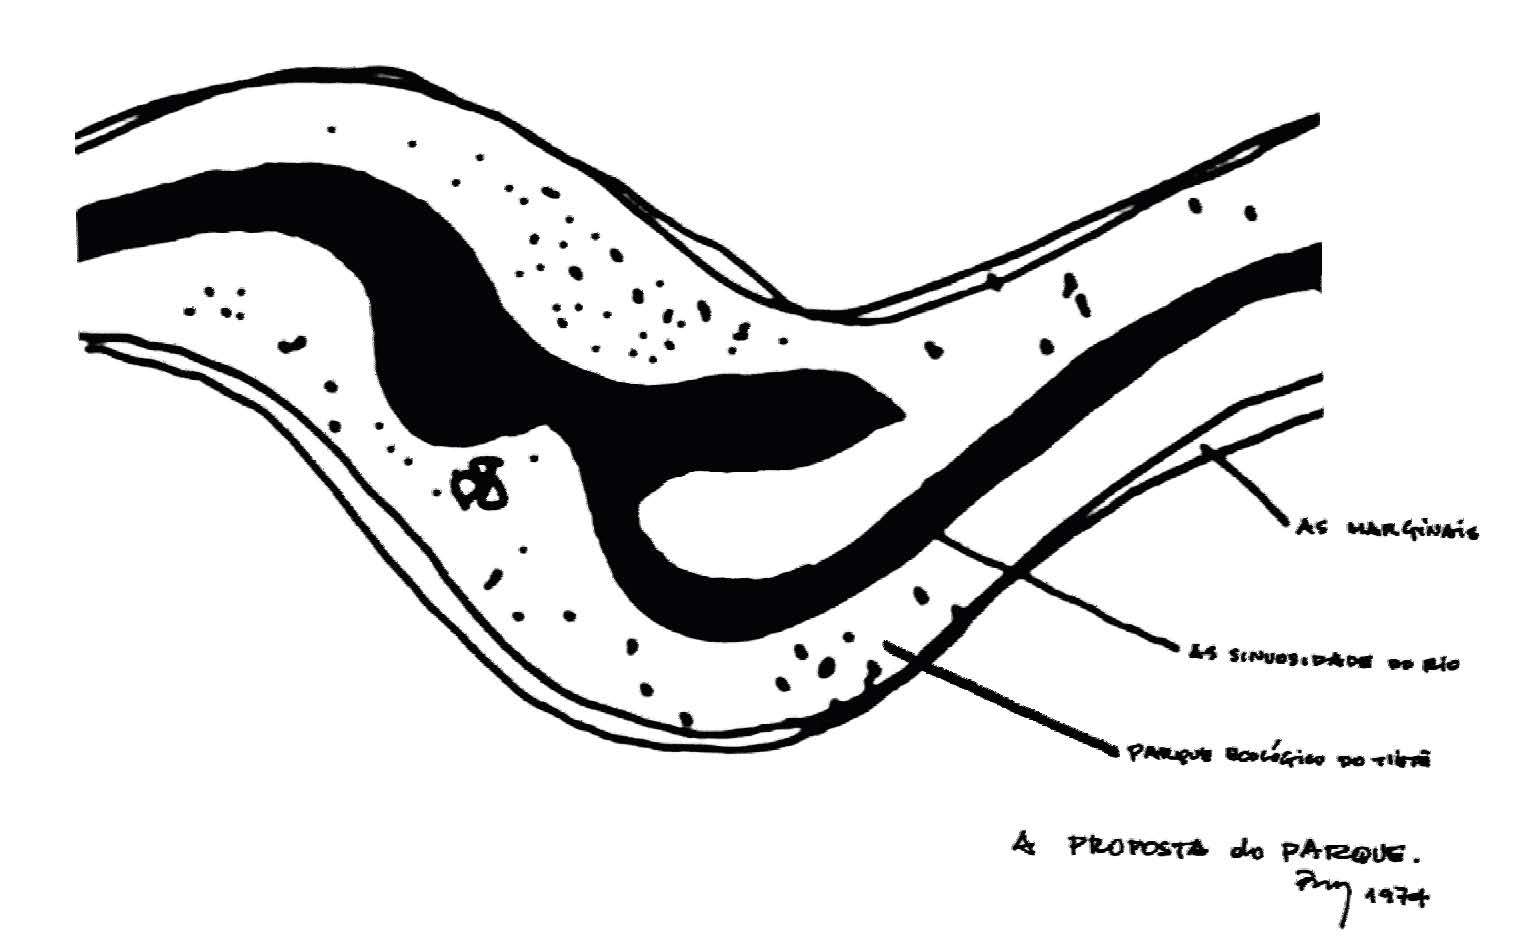 AS MARGINAIS
AS SINUOSIDADE DO RIO
PARQUE ECOLÓGICO DO TIETÊ
A PROPOSTA do PARQUE.
1974